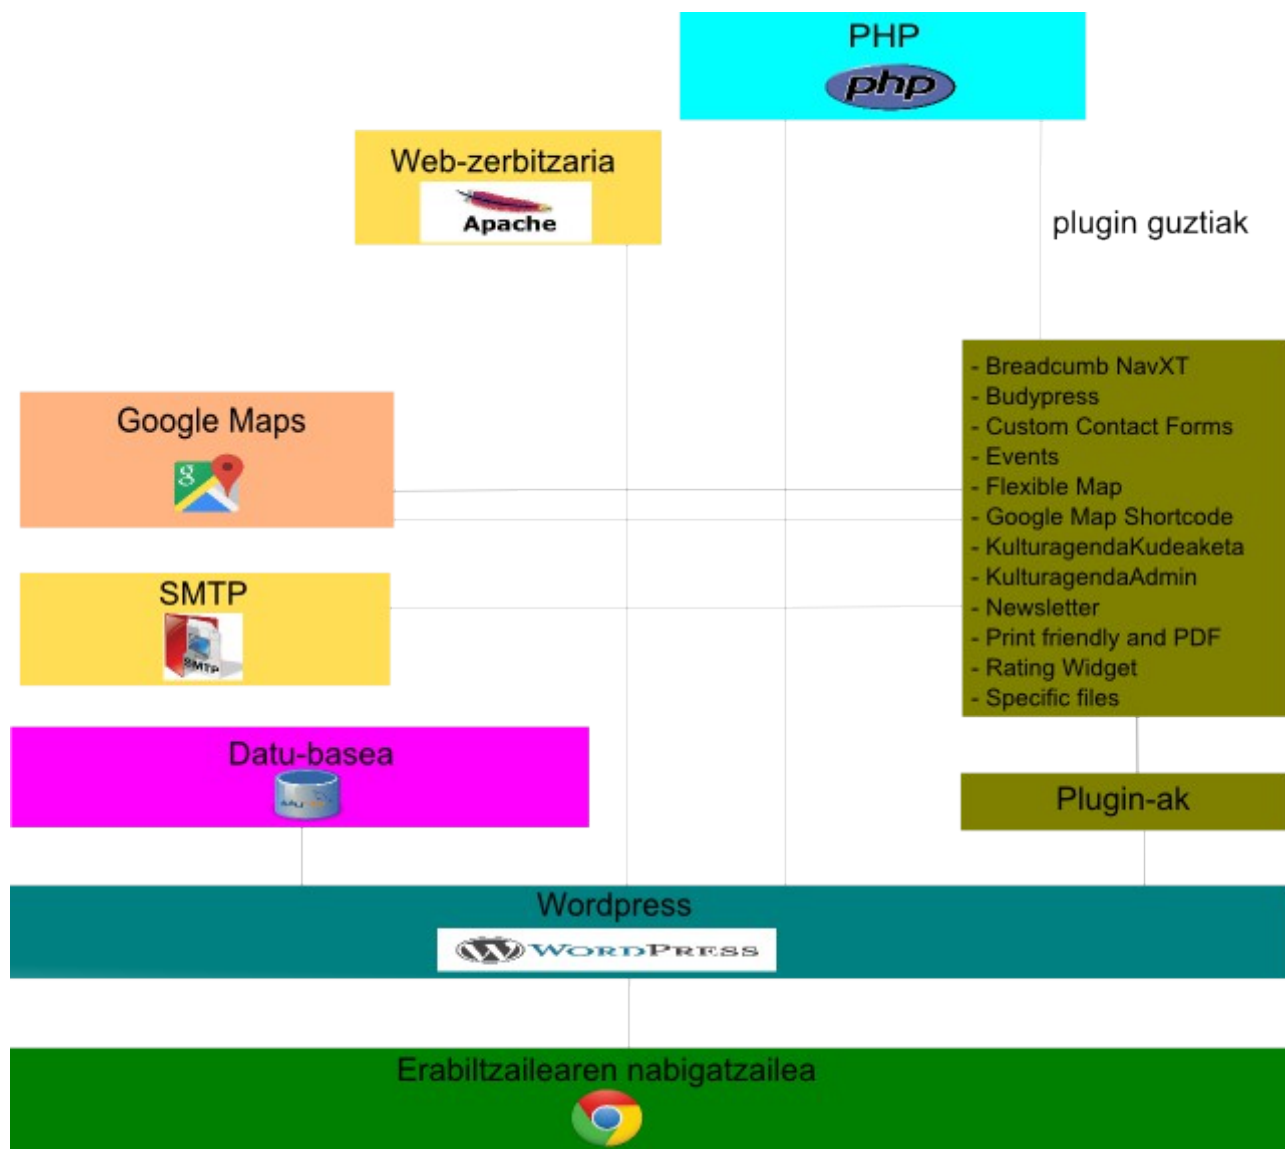 PHP
php
Web-zerbitzaria
Apache
plugin guztiak
- Breadcumb NavXT
- Budypress
- Custom Contact Forms
- Events
- Flexible Map
- Google Map Shortcode
- KulturagendaKudeaketa
- KulturagendaAdmin
- Newsletter
- Print friendly and PDF
- Rating Widget
- Specific files
Google Maps
g
SMTP
SMTP
Datu-basea
Plugin-ak
Wordpress
WORDPRESS
Erabiltzailearen nabigatzailea